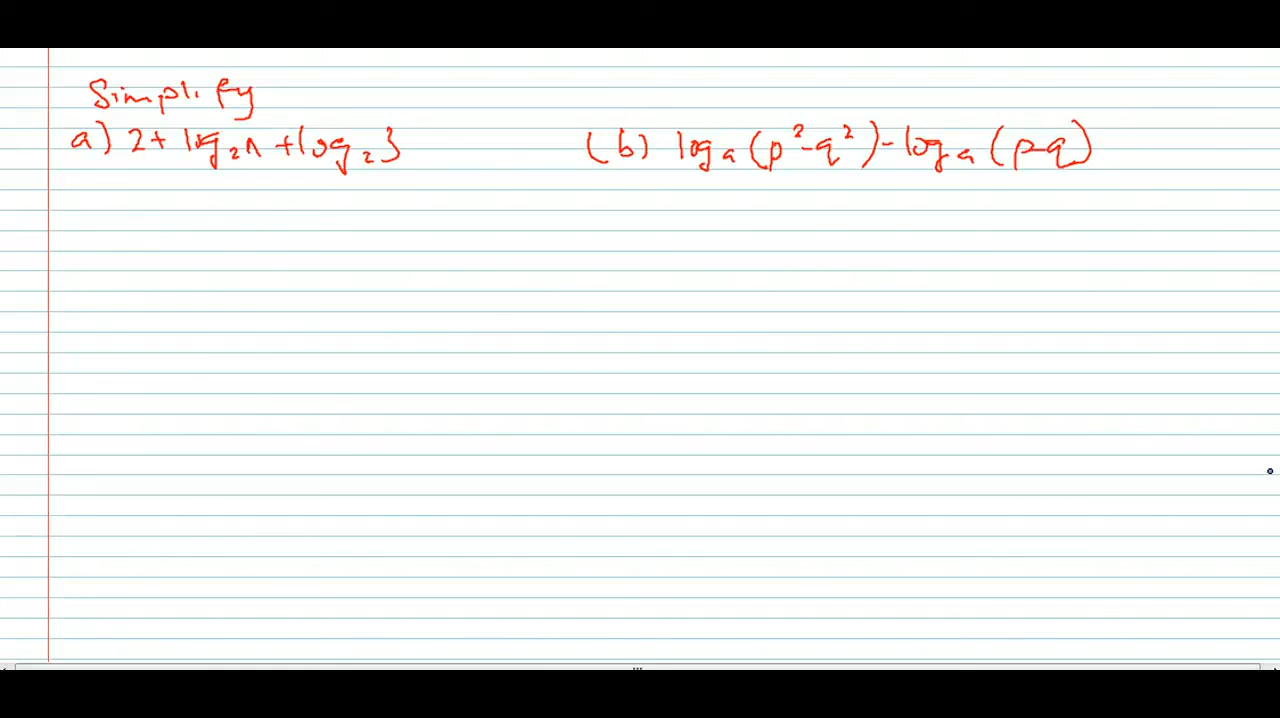 Simplify
a) 2 + log₂n + log₂3 (b) logₐ(p²-q²) - logₐ(p-q)